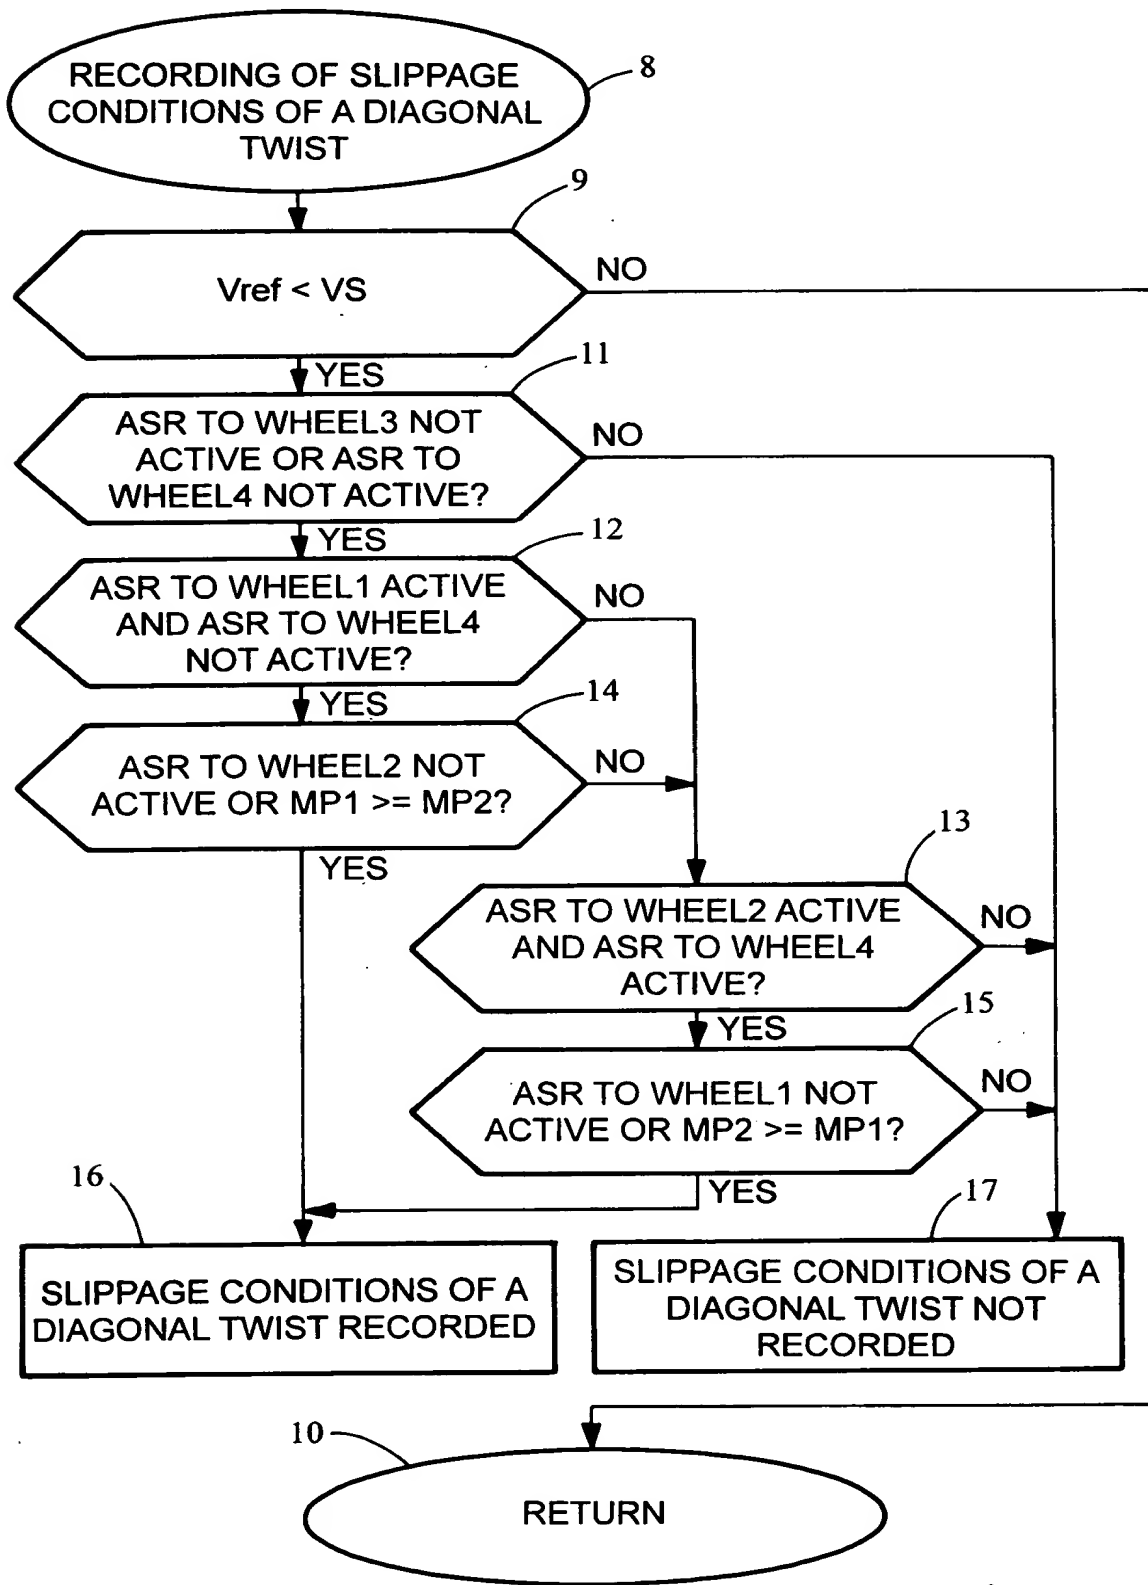 RECORDING OF SLIPPAGE
CONDITIONS OF A DIAGONAL
TWIST
8
9
Vref < VS
NO
YES
11
ASR TO WHEEL3 NOT
ACTIVE OR ASR TO
WHEEL4 NOT ACTIVE?
NO
YES
12
ASR TO WHEEL1 ACTIVE
AND ASR TO WHEEL4
NOT ACTIVE?
NO
YES
14
ASR TO WHEEL2 NOT
ACTIVE OR MP1 >= MP2?
NO
YES
13
ASR TO WHEEL2 ACTIVE
AND ASR TO WHEEL4
ACTIVE?
NO
YES
15
ASR TO WHEEL1 NOT
ACTIVE OR MP2 >= MP1?
NO
YES
16
SLIPPAGE CONDITIONS OF A
DIAGONAL TWIST RECORDED
17
SLIPPAGE CONDITIONS OF A
DIAGONAL TWIST NOT
RECORDED
10
RETURN